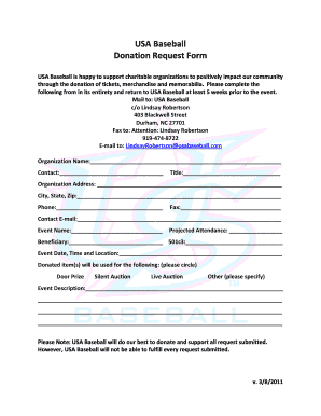 USA Baseball
Donation Request Form
USA Baseball is happy to support charitable organizations to positively impact our community
through the donation of tickets, merchandise and memorabilia. Please complete the
following from in its entirety and return to USA Baseball at least 5 weeks prior to the event.
Mail to: USA Baseball
c/o Lindsay Robertson
403 Blackwell Street
Durham, NC 27701
Fax to: Attention: Lindsay Robertson
919-474-8782
E-mail to: LindsayRobertson@usabaseball.com
Organization Name:
Contact: Title:
Organization Address:
City, State, Zip:
Phone: Fax:
Contact E-mail:
Event Name: Projected Attendance:
Beneficiary: 501(c):
Event Date, Time and Location:
Donated item(s) will be used for the following: (please circle)
Door Prize Silent Auction Live Auction Other (please specify)
Event Description:
TM
BASEBALL
Please Note: USA Baseball will do our best to donate and support all request submitted.
However, USA Baseball will not be able to fulfill every request submitted.
v. 3/8/2011